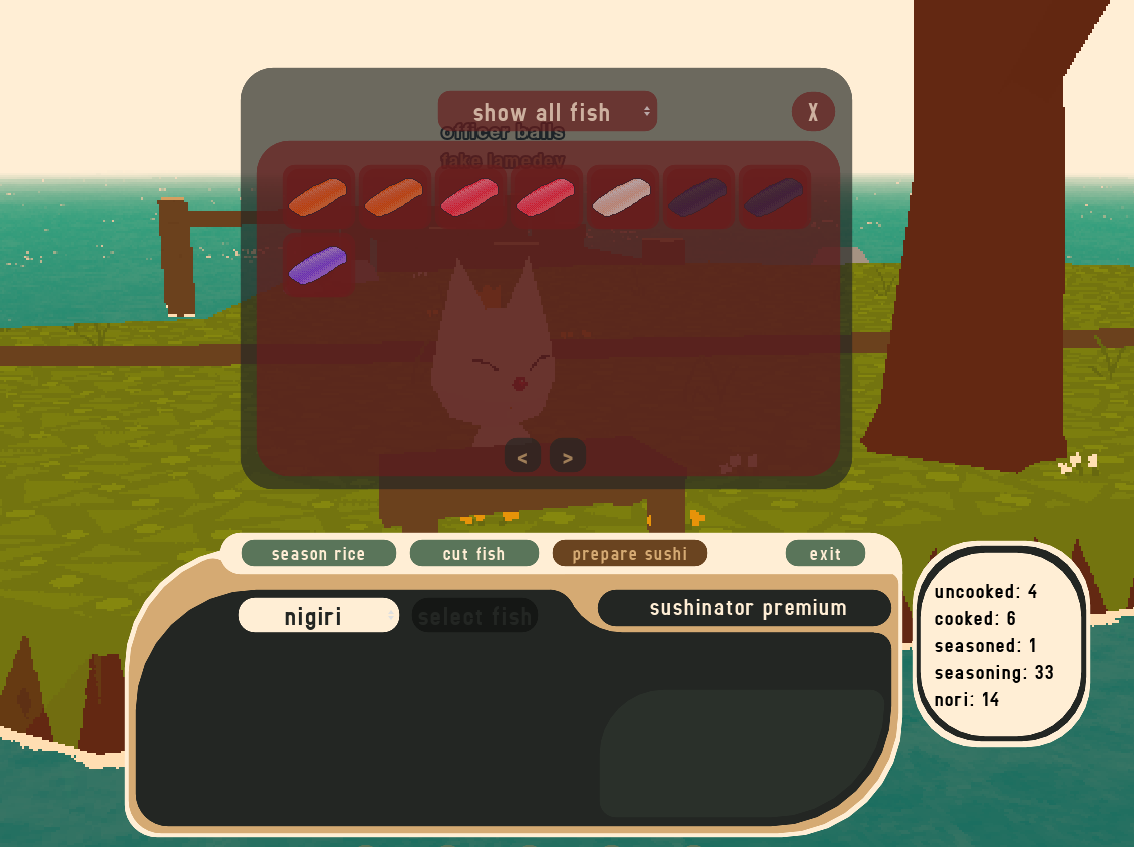 show all fish
X
officer balls
fake lamedev
< >
season rice cut fish prepare sushi exit
nigiri select fish sushinator premium
uncooked: 4
cooked: 6
seasoned: 1
seasoning: 33
nori: 14